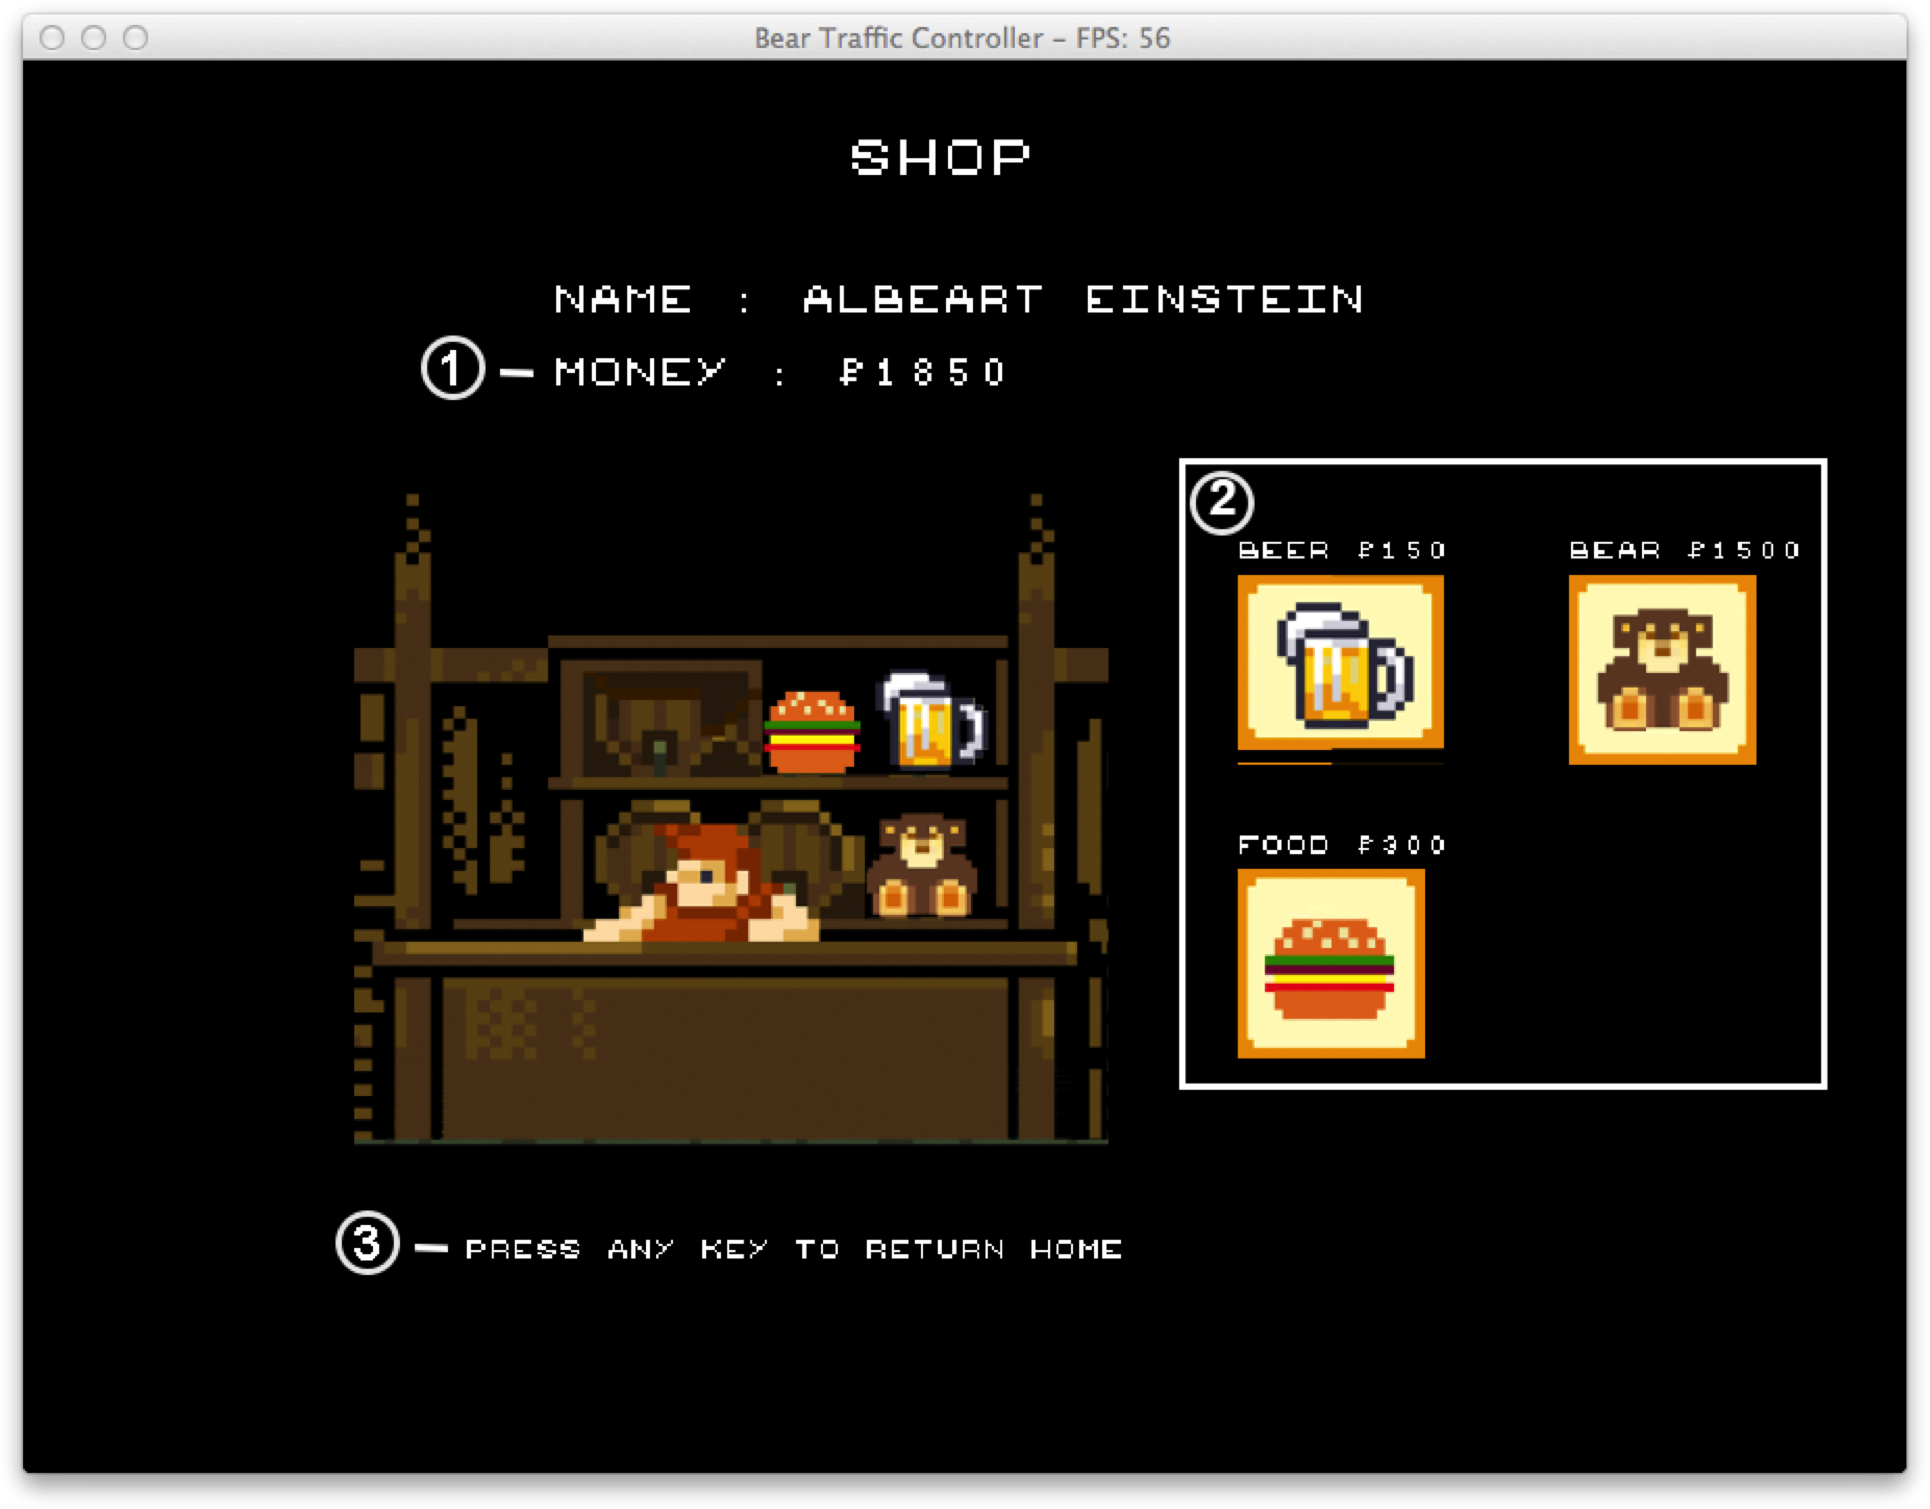 Bear Traffic Controller – FPS: 56
SHOP
NAME : ALBEART EINSTEIN
1 – MONEY : ₽1850
2
BEER ₽150 BEAR ₽1500
FOOD ₽300
3 – PRESS ANY KEY TO RETURN HOME